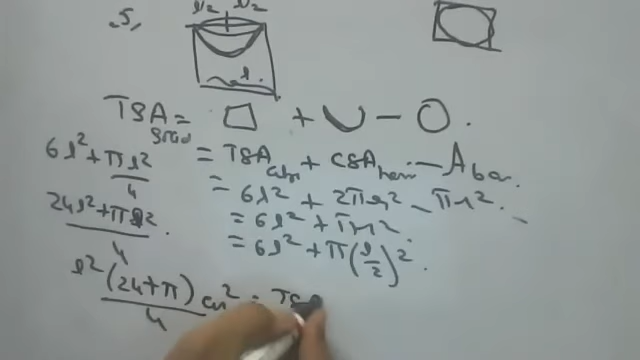 5, l/2 l/2
l.
TSA solid = □ + ∪ − ○.
= TSA cube + CSA hemi − A base.
= 6l² + 2πr² − πr².
= 6l² + πr².
= 6l² + π(l/2)².
6l² + πl²/4
24l² + πl²/4.
l²(24+π)/4 cm² = TSA